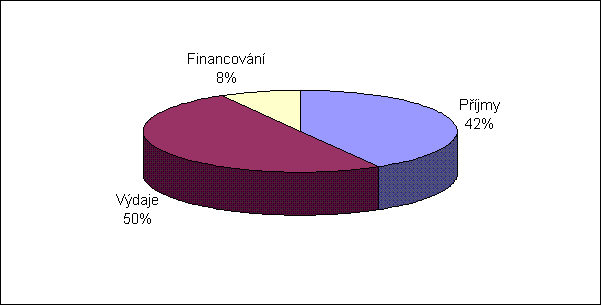 Financování
8%
Příjmy
42%
Výdaje
50%